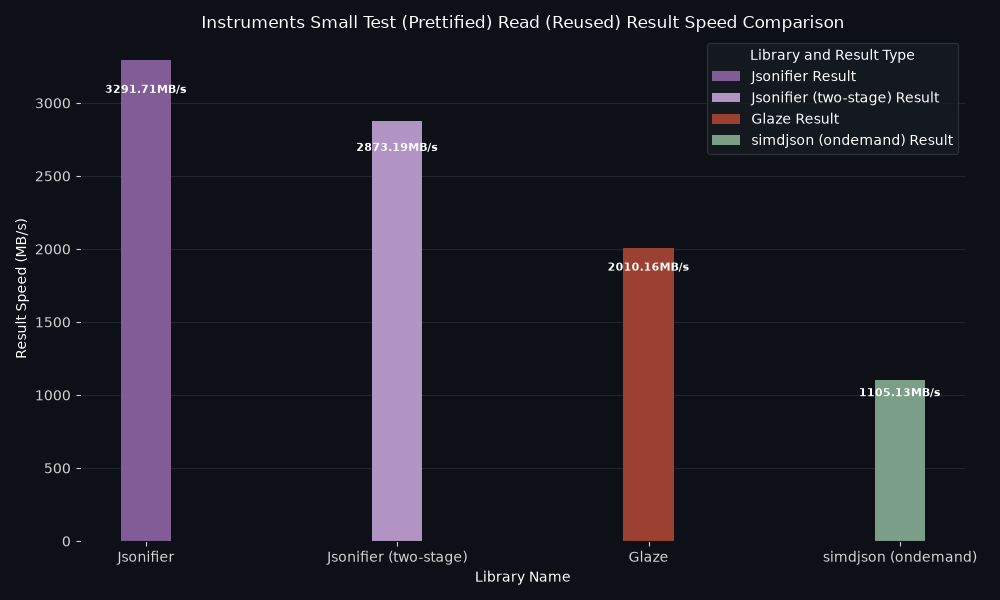 Instruments Small Test (Prettified) Read (Reused) Result Speed Comparison
Library and Result Type
Jsonifier Result
Jsonifier (two-stage) Result
Glaze Result
simdjson (ondemand) Result
3291.71MB/s
2873.19MB/s
2010.16MB/s
1105.13MB/s
Result Speed (MB/s)
3000
2500
2000
1500
1000
500
0
Jsonifier
Jsonifier (two-stage)
Glaze
simdjson (ondemand)
Library Name